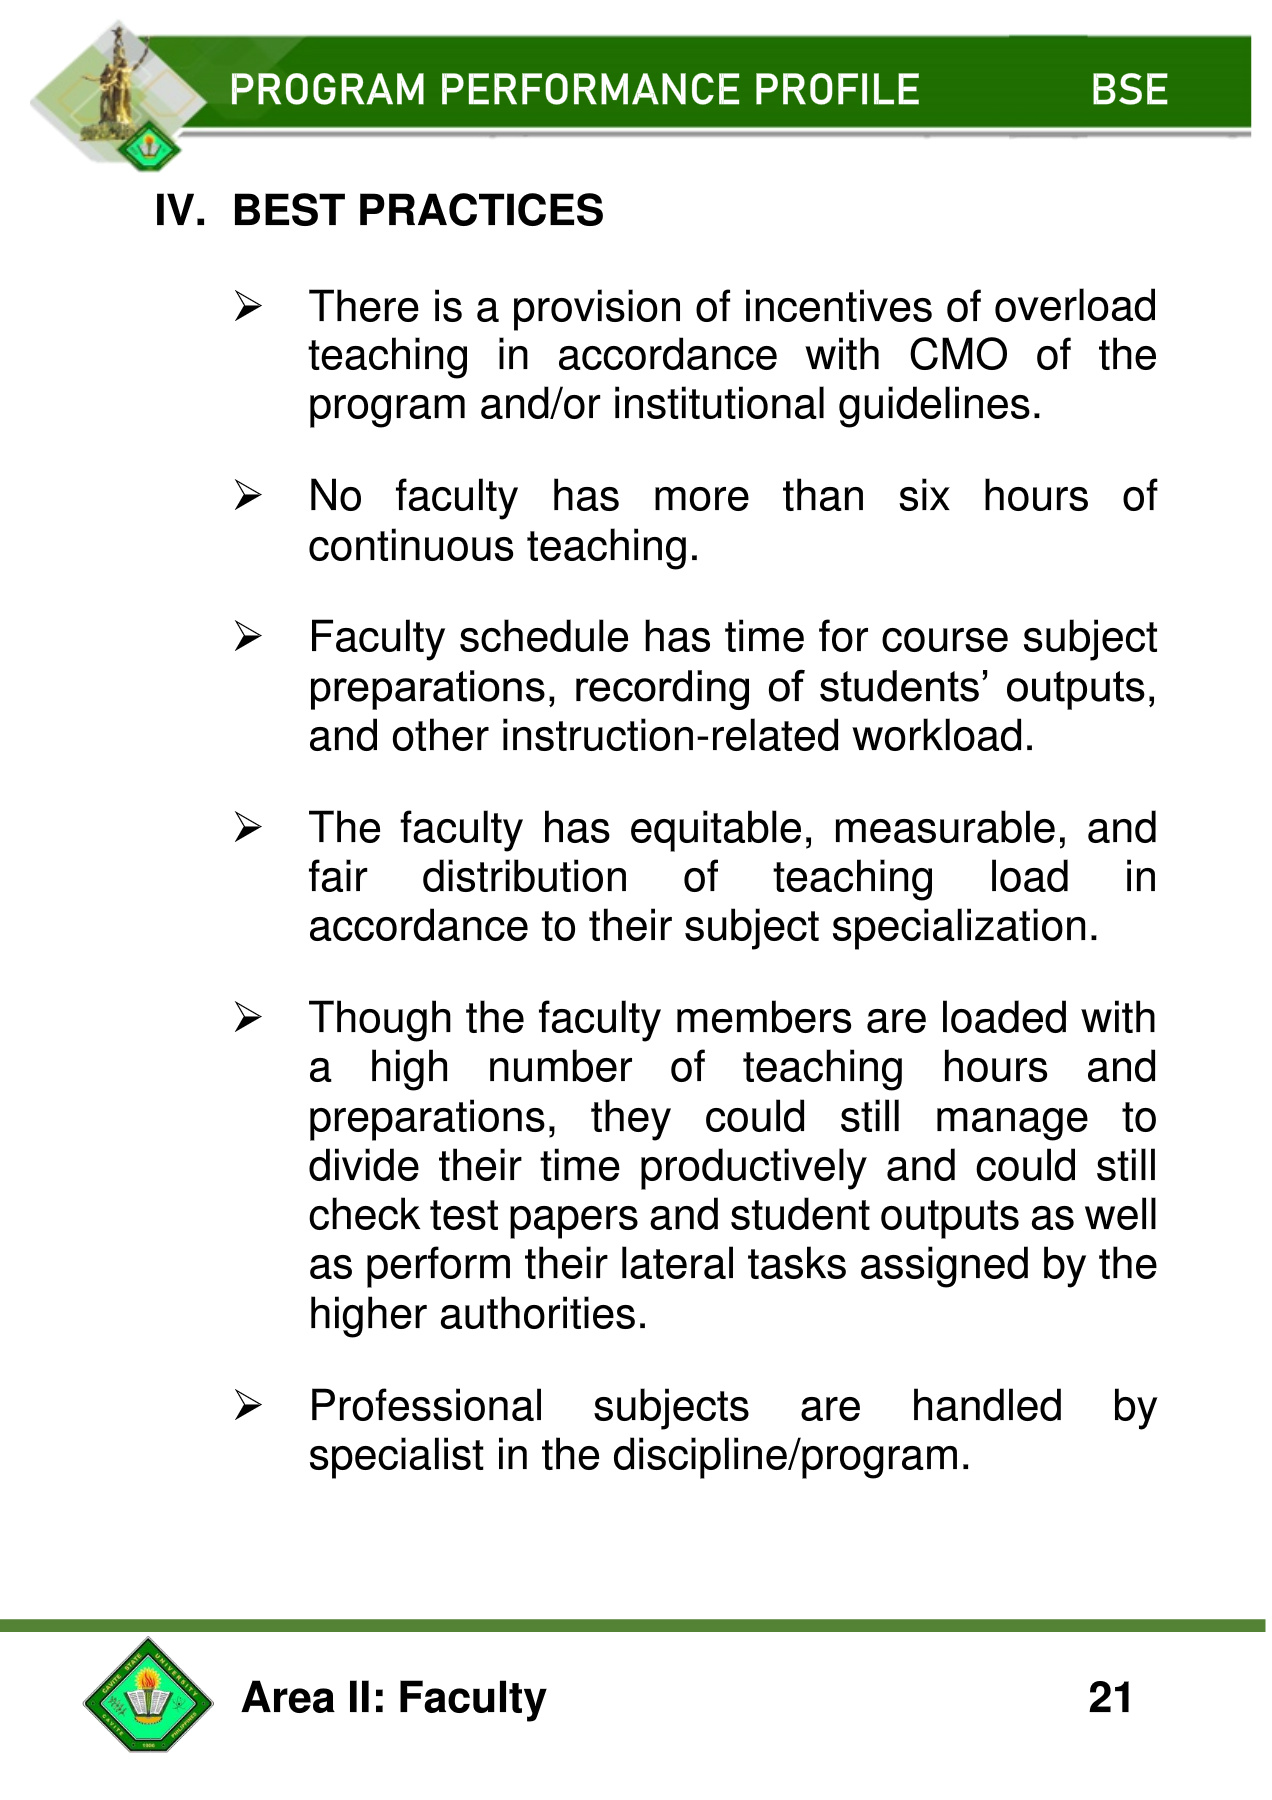 PROGRAM PERFORMANCE PROFILE BSE
IV. BEST PRACTICES
➢ There is a provision of incentives of overload
teaching in accordance with CMO of the
program and/or institutional guidelines.
➢ No faculty has more than six hours of
continuous teaching.
➢ Faculty schedule has time for course subject
preparations, recording of students’ outputs,
and other instruction-related workload.
➢ The faculty has equitable, measurable, and
fair distribution of teaching load in
accordance to their subject specialization.
➢ Though the faculty members are loaded with
a high number of teaching hours and
preparations, they could still manage to
divide their time productively and could still
check test papers and student outputs as well
as perform their lateral tasks assigned by the
higher authorities.
➢ Professional subjects are handled by
specialist in the discipline/program.
CAVITE STATE UNIVERSITY
CAVITE
PHILIPPINES
1906
Area II: Faculty 21